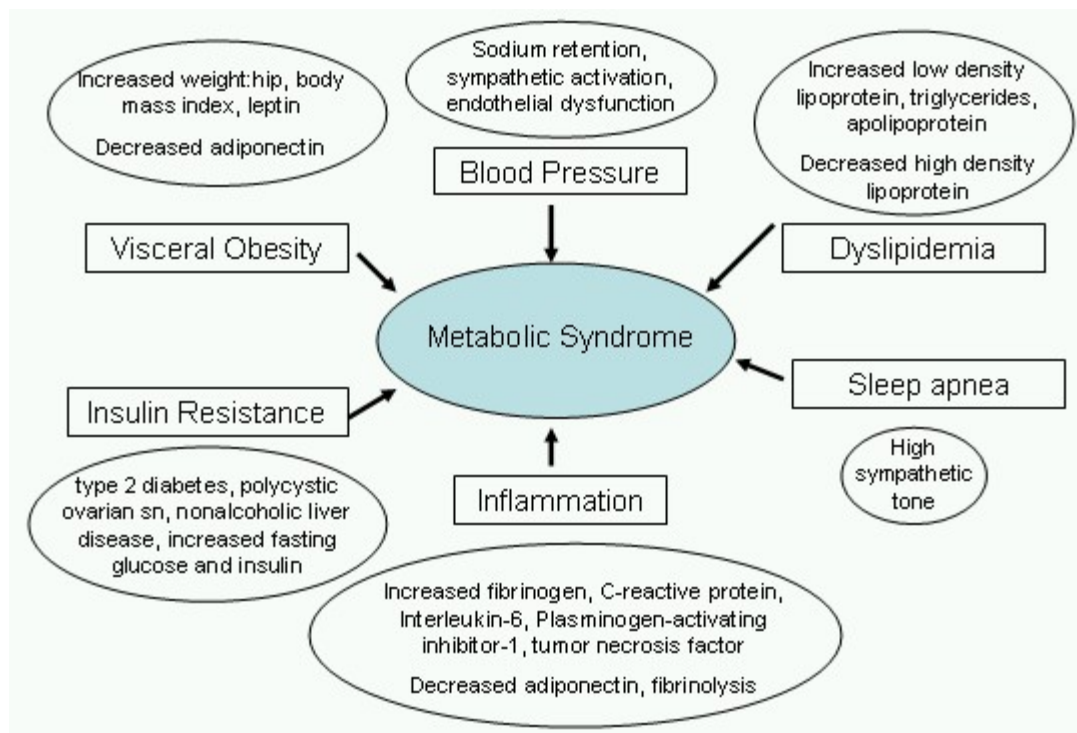 Increased weight:hip, body
mass index, leptin
Decreased adiponectin
Visceral Obesity
Sodium retention,
sympathetic activation,
endothelial dysfunction
Blood Pressure
Increased low density
lipoprotein, triglycerides,
apolipoprotein
Decreased high density
lipoprotein
Dyslipidemia
Metabolic Syndrome
Sleep apnea
High
sympathetic
tone
Insulin Resistance
type 2 diabetes, polycystic
ovarian sn, nonalcoholic liver
disease, increased fasting
glucose and insulin
Inflammation
Increased fibrinogen, C-reactive protein,
Interleukin-6, Plasminogen-activating
inhibitor-1, tumor necrosis factor
Decreased adiponectin, fibrinolysis